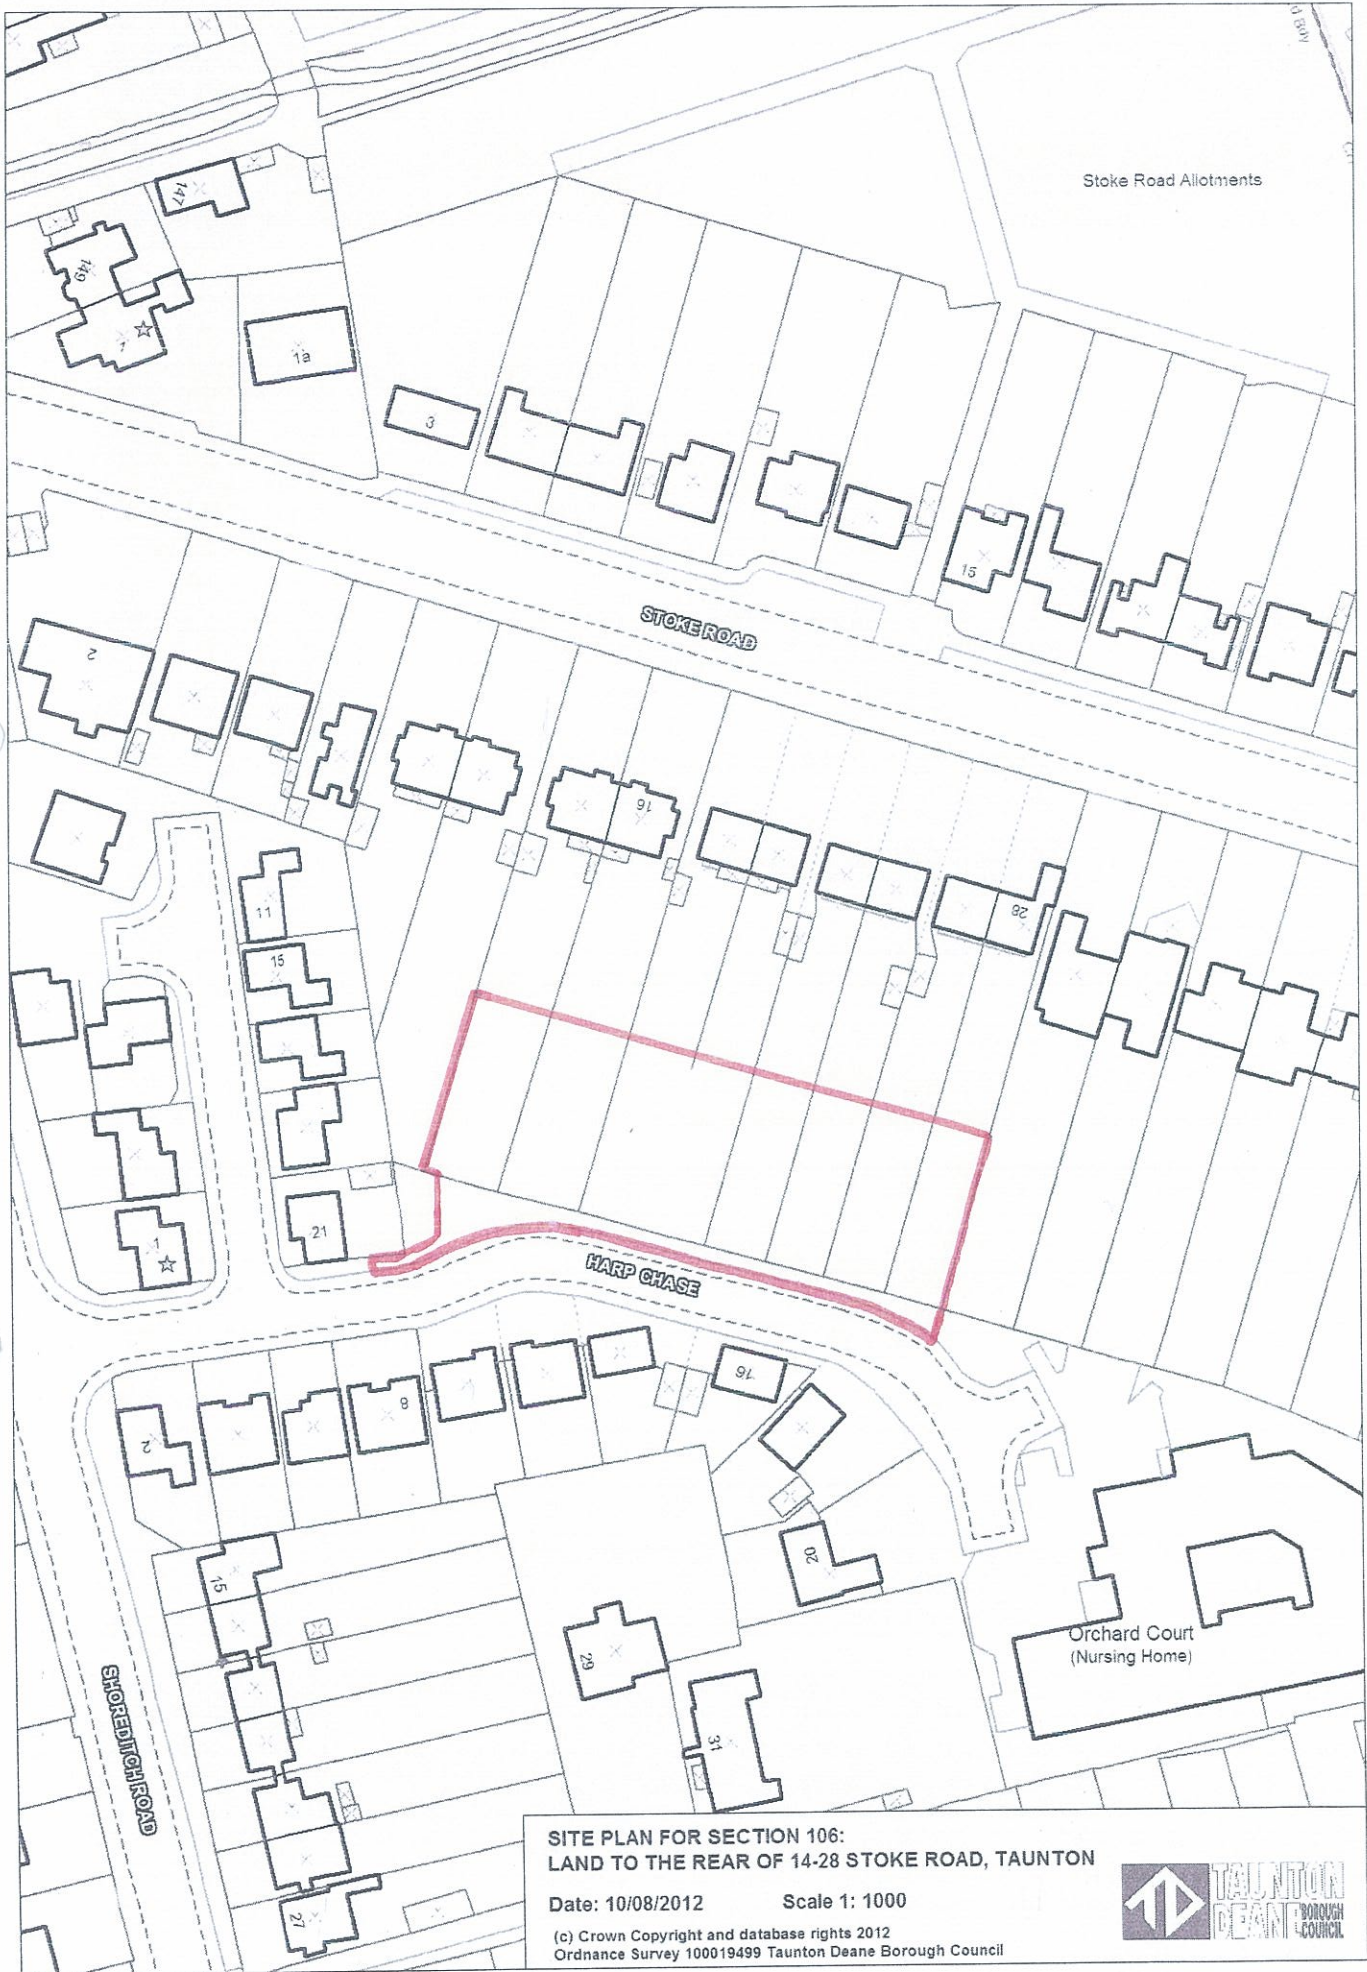 Stoke Road Allotments
147
149
1
1a
3
15
STOKE ROAD
2
16
28
11
15
21
1
HARP CHASE
2
8
16
20
15
29
31
27
SHOREDITCH ROAD
Orchard Court
(Nursing Home)
SITE PLAN FOR SECTION 106:
LAND TO THE REAR OF 14-28 STOKE ROAD, TAUNTON
Date: 10/08/2012 Scale 1: 1000
(c) Crown Copyright and database rights 2012
Ordnance Survey 100019499 Taunton Deane Borough Council
TD
TAUNTON
DEANE BOROUGH
COUNCIL